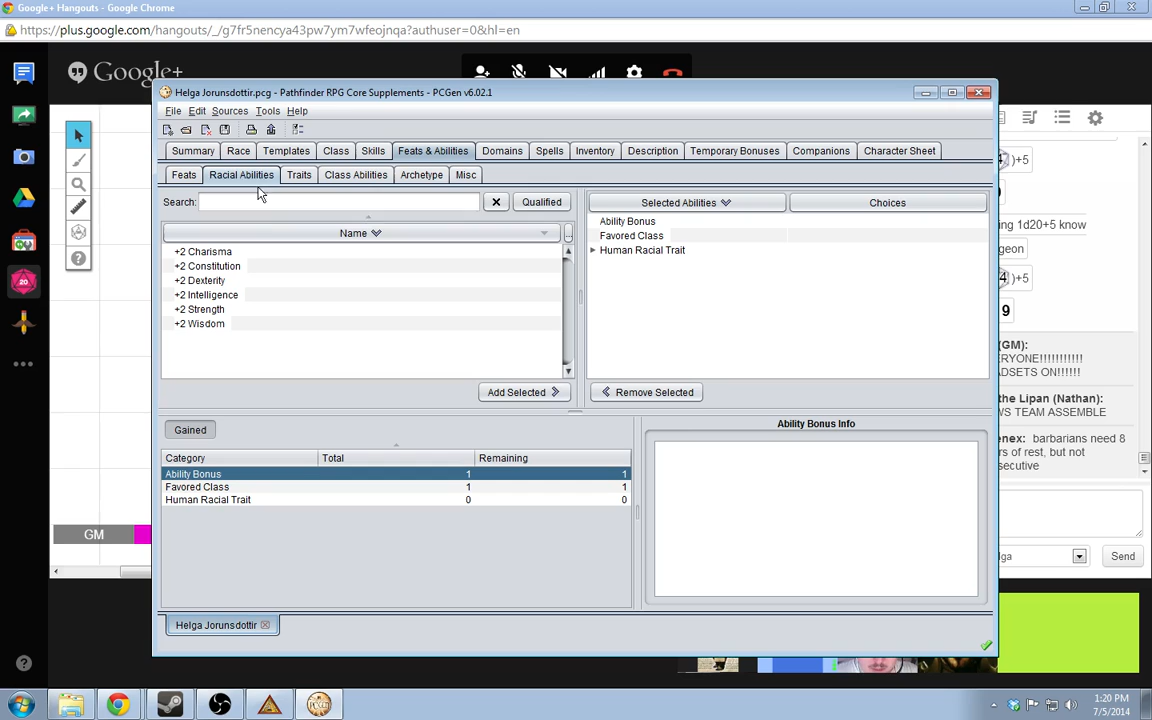 Google+ Hangouts - Google Chrome
https://plus.google.com/hangouts/_/g7fr5nencya43pw7ym7wfeojnqa?authuser=0&hl=en
Google+
Helga Jorunsdottir.pcg - Pathfinder RPG Core Supplements - PCGen v6.02.1
File Edit Sources Tools Help
Summary Race Templates Class Skills Feats & Abilities Domains Spells Inventory Description Temporary Bonuses Companions Character Sheet
Feats Racial Abilities Traits Class Abilities Archetype Misc
Search: Qualified
Selected Abilities Choices
Name
+2 Charisma
+2 Constitution
+2 Dexterity
+2 Intelligence
+2 Strength
+2 Wisdom
Ability Bonus
Favored Class
Human Racial Trait
Add Selected
Remove Selected
Gained
Category Total Remaining
Ability Bonus 1 1
Favored Class 1 1
Human Racial Trait 0 0
Ability Bonus Info
Helga Jorunsdottir
)+5
ing 1d20+5 know
geon
)+5
9
(GM):
ERYONE!!!!!!!!!!!
ADSETS ON!!!!!!
the Lipan (Nathan):
WS TEAM ASSEMBLE
enex: barbarians need 8
rs of rest, but not
secutive
GM
lga
Send
1:20 PM
7/5/2014